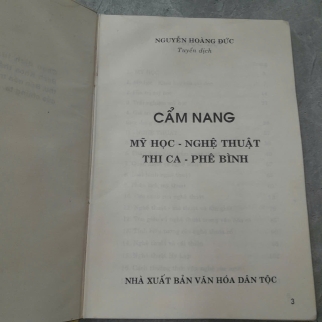 NGUYỄN HOÀNG ĐỨC
Tuyển dịch
CẨM NANG
MỸ HỌC - NGHỆ THUẬT
THI CA - PHÊ BÌNH
NHÀ XUẤT BẢN VĂN HÓA DÂN TỘC
3